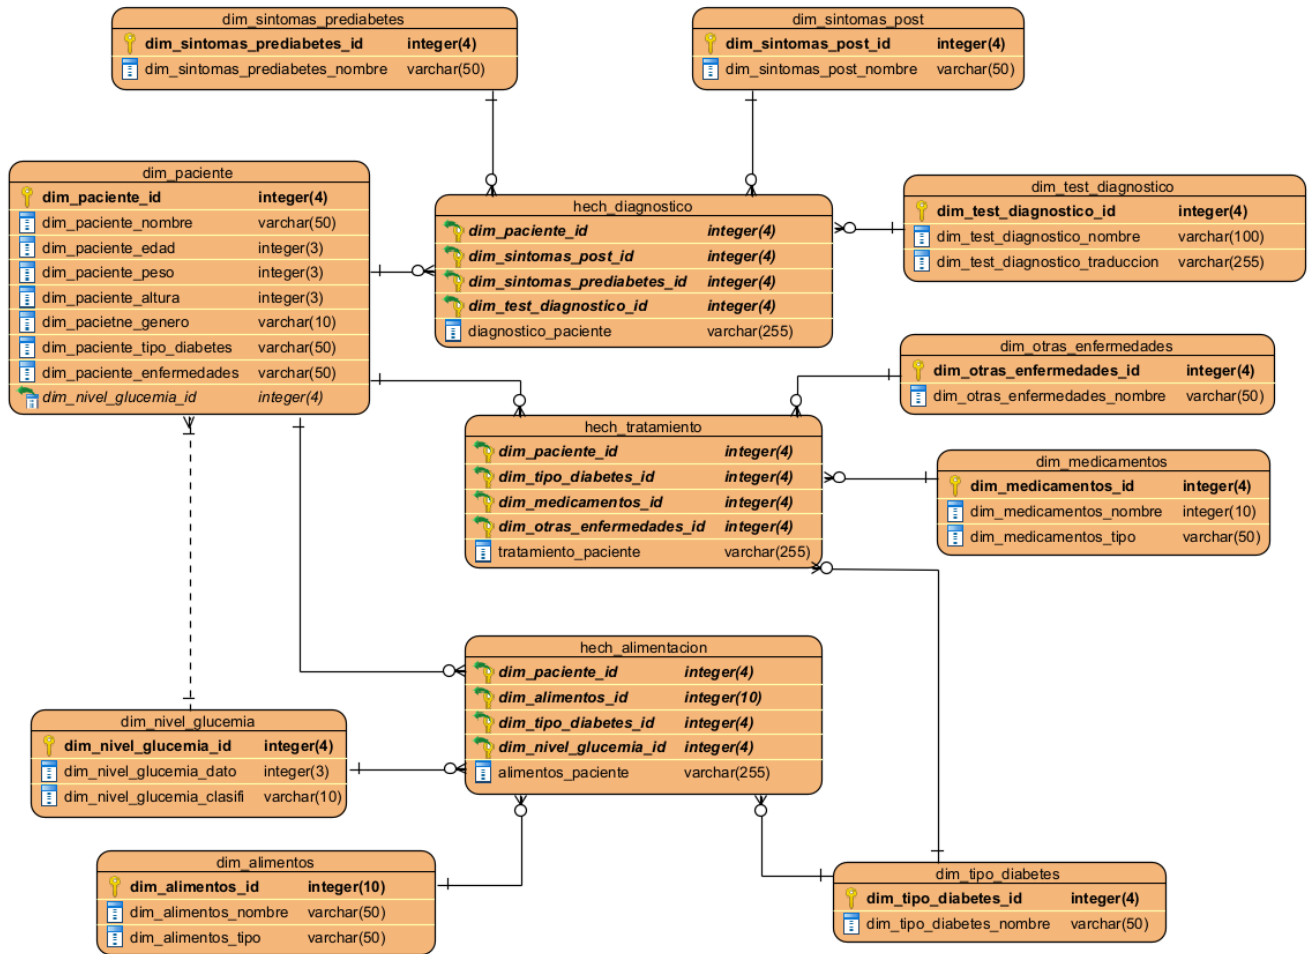 dim_sintomas_prediabetes
dim_sintomas_prediabetes_id integer(4)
dim_sintomas_prediabetes_nombre varchar(50)
dim_sintomas_post
dim_sintomas_post_id integer(4)
dim_sintomas_post_nombre varchar(50)
dim_paciente
dim_paciente_id integer(4)
dim_paciente_nombre varchar(50)
dim_paciente_edad integer(3)
dim_paciente_peso integer(3)
dim_paciente_altura integer(3)
dim_pacietne_genero varchar(10)
dim_paciente_tipo_diabetes varchar(50)
dim_paciente_enfermedades varchar(50)
dim_nivel_glucemia_id integer(4)
hech_diagnostico
dim_paciente_id integer(4)
dim_sintomas_post_id integer(4)
dim_sintomas_prediabetes_id integer(4)
dim_test_diagnostico_id integer(4)
diagnostico_paciente varchar(255)
dim_test_diagnostico
dim_test_diagnostico_id integer(4)
dim_test_diagnostico_nombre varchar(100)
dim_test_diagnostico_traduccion varchar(255)
dim_otras_enfermedades
dim_otras_enfermedades_id integer(4)
dim_otras_enfermedades_nombre varchar(50)
hech_tratamiento
dim_paciente_id integer(4)
dim_tipo_diabetes_id integer(4)
dim_medicamentos_id integer(4)
dim_otras_enfermedades_id integer(4)
tratamiento_paciente varchar(255)
dim_medicamentos
dim_medicamentos_id integer(4)
dim_medicamentos_nombre integer(10)
dim_medicamentos_tipo varchar(50)
hech_alimentacion
dim_paciente_id integer(4)
dim_alimentos_id integer(10)
dim_tipo_diabetes_id integer(4)
dim_nivel_glucemia_id integer(4)
alimentos_paciente varchar(255)
dim_nivel_glucemia
dim_nivel_glucemia_id integer(4)
dim_nivel_glucemia_dato integer(3)
dim_nivel_glucemia_clasifi varchar(10)
dim_alimentos
dim_alimentos_id integer(10)
dim_alimentos_nombre varchar(50)
dim_alimentos_tipo varchar(50)
dim_tipo_diabetes
dim_tipo_diabetes_id integer(4)
dim_tipo_diabetes_nombre varchar(50)